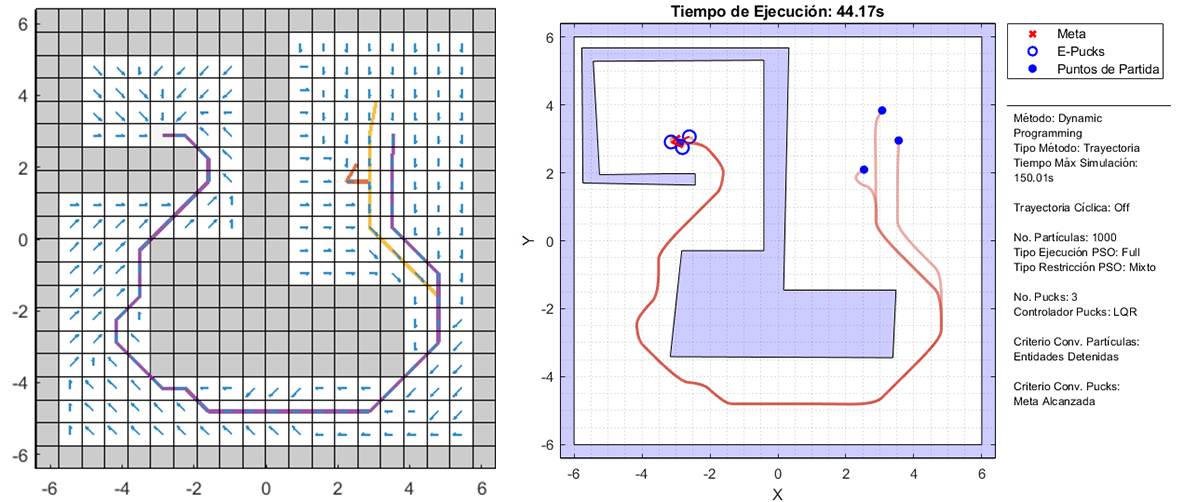 6
4
2
0
-2
-4
-6
-6
-4
-2
0
2
4
6
Tiempo de Ejecución: 44.17s
Y
6
4
2
0
-2
-4
-6
-6
-4
-2
0
2
4
6
X
Meta
E-Pucks
Puntos de Partida
Método: Dynamic
Programming
Tipo Método: Trayectoria
Tiempo Máx Simulación:
150.01s
Trayectoria Cíclica: Off
No. Partículas: 1000
Tipo Ejecución PSO: Full
Tipo Restricción PSO: Mixto
No. Pucks: 3
Controlador Pucks: LQR
Criterio Conv. Partículas:
Entidades Detenidas
Criterio Conv. Pucks:
Meta Alcanzada